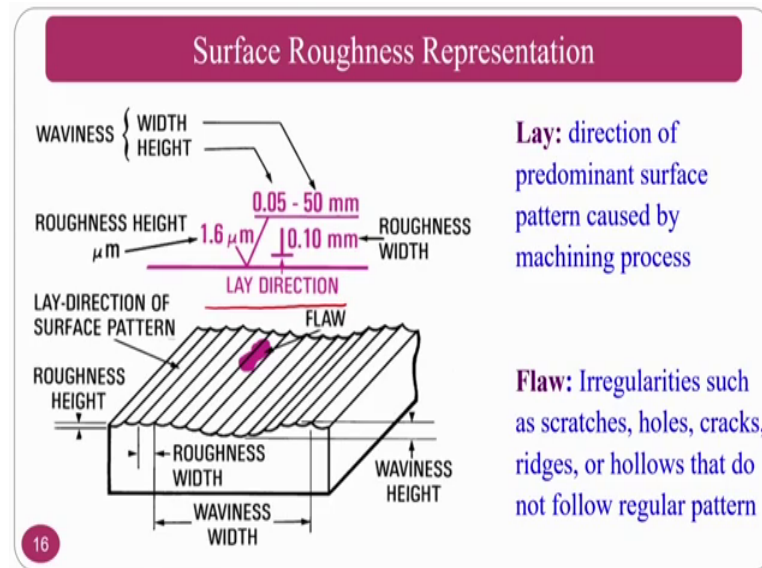 Surface Roughness Representation
WAVINESS { WIDTH
HEIGHT
0.05 - 50 mm
ROUGHNESS HEIGHT
μm
1.6 μm
0.10 mm
ROUGHNESS
WIDTH
LAY DIRECTION
LAY-DIRECTION OF
SURFACE PATTERN
FLAW
ROUGHNESS
HEIGHT
ROUGHNESS
WIDTH
WAVINESS
HEIGHT
WAVINESS
WIDTH
Lay: direction of
predominant surface
pattern caused by
machining process
Flaw: Irregularities such
as scratches, holes, cracks,
ridges, or hollows that do
not follow regular pattern
16